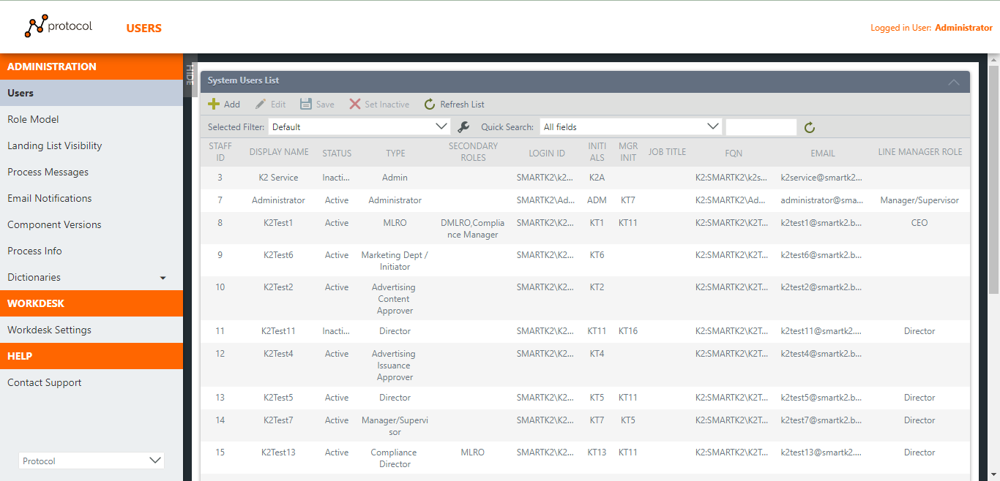 protocol
USERS
Logged in User: Administrator
ADMINISTRATION
Users
Role Model
Landing List Visibility
Process Messages
Email Notifications
Component Versions
Process Info
Dictionaries
WORKDESK
Workdesk Settings
HELP
Contact Support
Protocol
HIDE
System Users List
Add Edit Save Set Inactive Refresh List
Selected Filter: Default Quick Search: All fields
STAFF ID DISPLAY NAME STATUS TYPE SECONDARY ROLES LOGIN ID INITI ALS MGR INIT JOB TITLE FQN EMAIL LINE MANAGER ROLE
3 K2 Service Inacti... Admin SMARTK2\k2... K2A K2:SMARTK2\k2s... k2service@smartk2...
7 Administrator Active Administrator SMARTK2\Ad... ADM KT7 K2:SMARTK2\Ad... administrator@sma... Manager/Supervisor
8 K2Test1 Active MLRO DMLRO,Complia nce Manager SMARTK2\K2... KT1 KT11 K2:SMARTK2\K2T... k2test1@smartk2.b... CEO
9 K2Test6 Active Marketing Dept / Initiator SMARTK2\K2... KT6 K2:SMARTK2\K2T... k2test6@smartk2.b...
10 K2Test2 Active Advertising Content Approver SMARTK2\K2... KT2 K2:SMARTK2\K2T... k2test2@smartk2.b...
11 K2Test11 Inacti... Director SMARTK2\K2... KT11 KT16 K2:SMARTK2\K2T... k2test11@smartk2.... Director
12 K2Test4 Active Advertising Issuance Approver SMARTK2\K2... KT4 K2:SMARTK2\K2T... k2test4@smartk2.b...
13 K2Test5 Active Director SMARTK2\K2... KT5 KT11 K2:SMARTK2\K2T... k2test5@smartk2.b... Director
14 K2Test7 Active Manager/Supervi sor SMARTK2\K2... KT7 KT5 K2:SMARTK2\K2T... k2test7@smartk2.b... Director
15 K2Test13 Active Compliance Director MLRO SMARTK2\K2... KT13 KT11 K2:SMARTK2\K2T... k2test13@smartk2.... Director